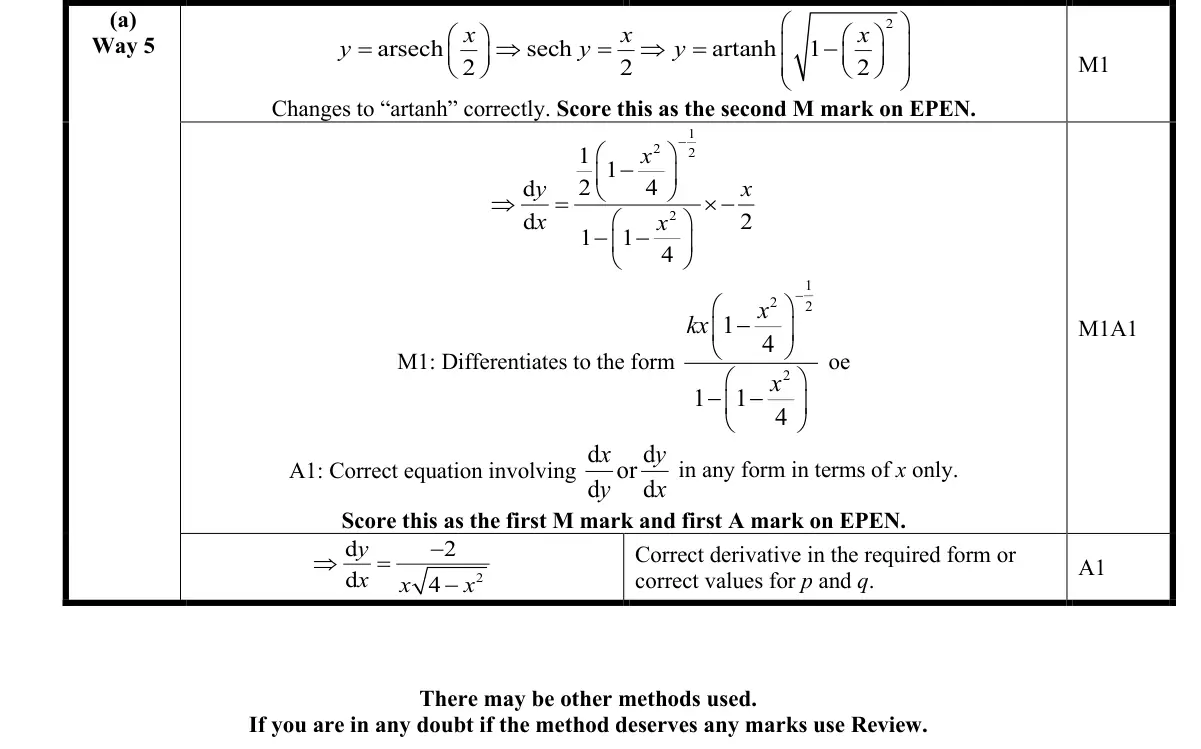 (a)
Way 5
y = arsech(x/2) ⇒ sech y = x/2 ⇒ y = artanh(√(1−(x/2)²))
M1
Changes to “artanh” correctly. Score this as the second M mark on EPEN.
⇒ dy/dx = (1/2(1−x²/4)^(−1/2))/(1−(1−x²/4)) × −x/2
M1: Differentiates to the form (kx(1−x²/4)^(−1/2))/(1−(1−x²/4)) oe
M1A1
A1: Correct equation involving dx/dy or dy/dx in any form in terms of x only.
Score this as the first M mark and first A mark on EPEN.
⇒ dy/dx = −2/(x√(4−x²))
Correct derivative in the required form or
correct values for p and q.
A1
There may be other methods used.
If you are in any doubt if the method deserves any marks use Review.